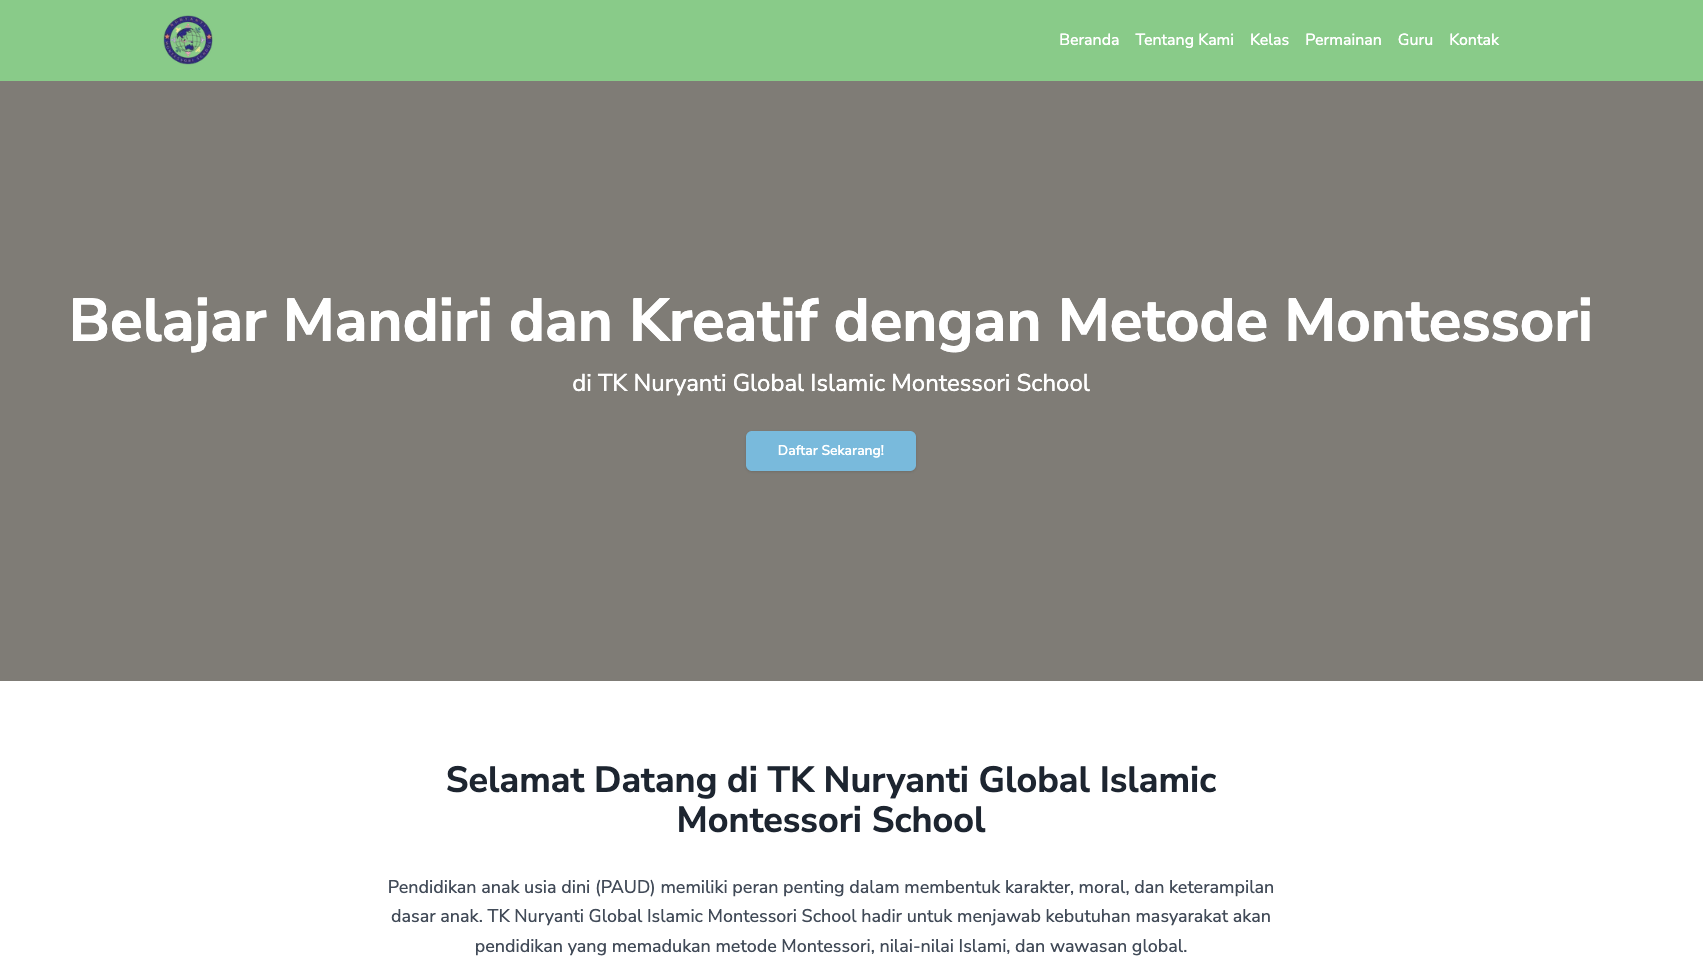 Beranda Tentang Kami Kelas Permainan Guru Kontak
Belajar Mandiri dan Kreatif dengan Metode Montessori
di TK Nuryanti Global Islamic Montessori School
Daftar Sekarang!
Selamat Datang di TK Nuryanti Global Islamic
Montessori School
Pendidikan anak usia dini (PAUD) memiliki peran penting dalam membentuk karakter, moral, dan keterampilan
dasar anak. TK Nuryanti Global Islamic Montessori School hadir untuk menjawab kebutuhan masyarakat akan
pendidikan yang memadukan metode Montessori, nilai-nilai Islami, dan wawasan global.